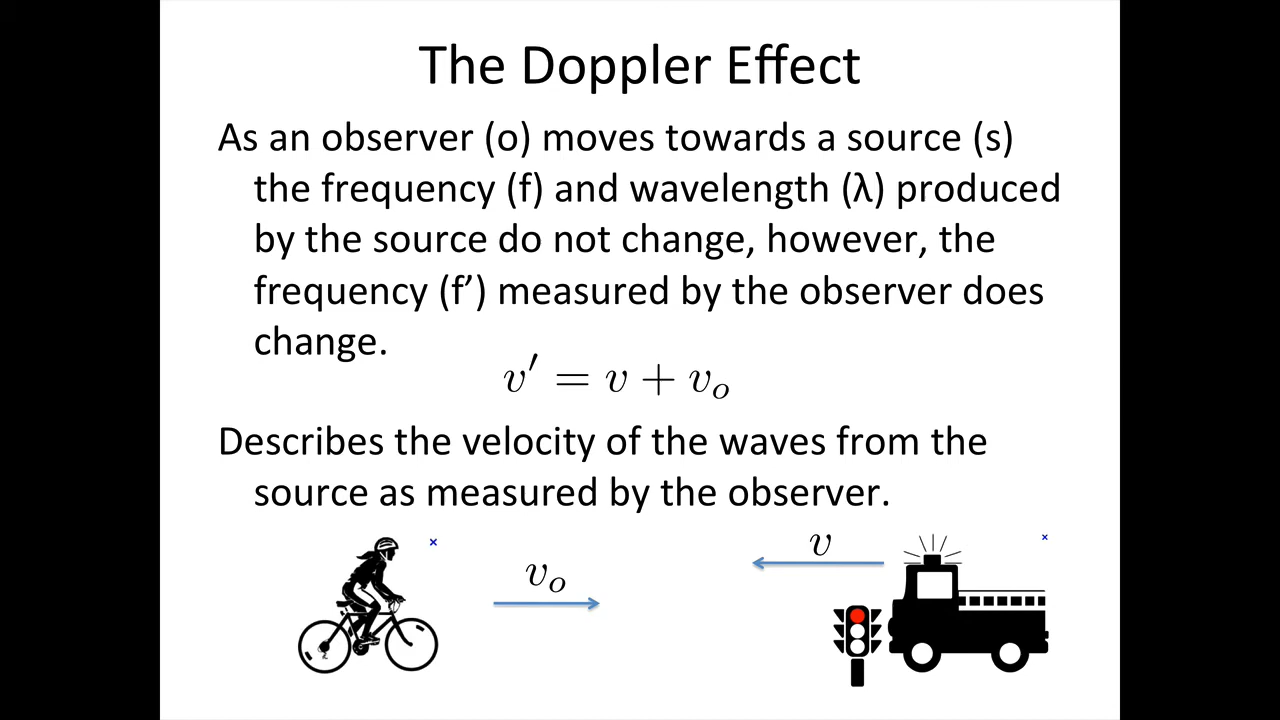 The Doppler Effect
As an observer (o) moves towards a source (s)
the frequency (f) and wavelength (λ) produced
by the source do not change, however, the
frequency (f’) measured by the observer does
change.
v′ = v + vₒ
Describes the velocity of the waves from the
source as measured by the observer.
vₒ
v